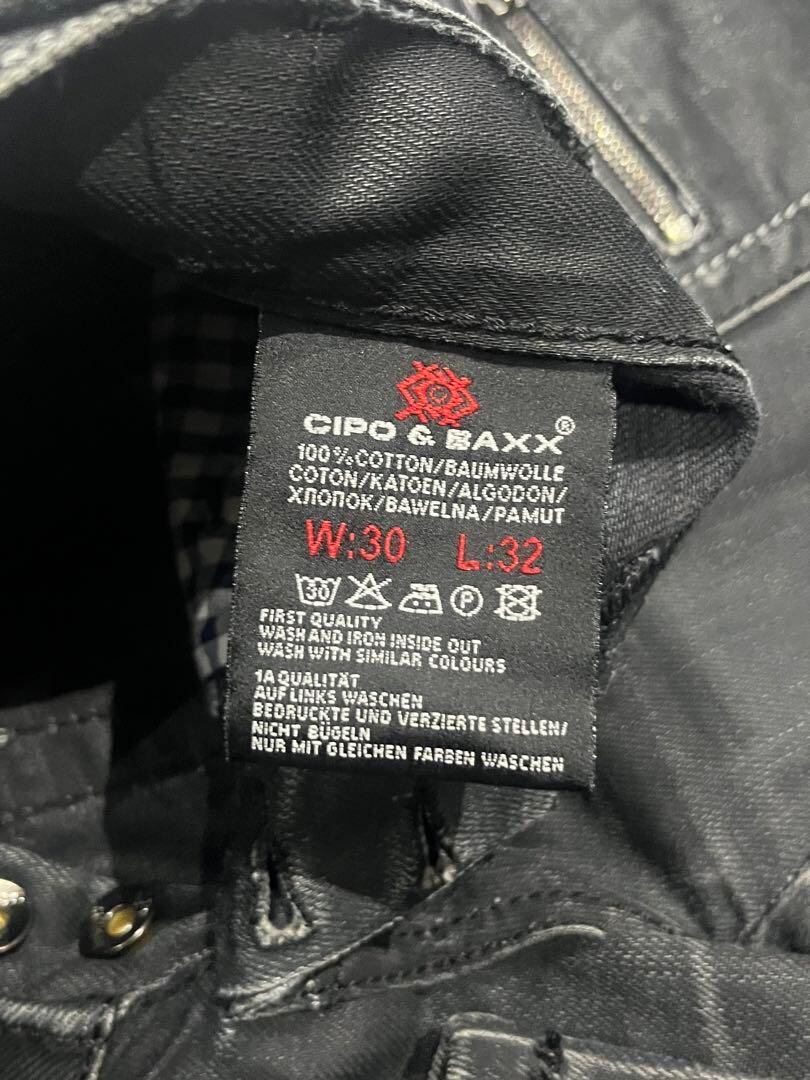 CIPO & BAXX®
100%COTTON/BAUMWOLLE
COTON/KATOEN/ALGODON/
ХЛОПОК/BAWELNA/PAMUT
W:30 L:32
30 P
FIRST QUALITY
WASH AND IRON INSIDE OUT
WASH WITH SIMILAR COLOURS
1A QUALITÄT
AUF LINKS WASCHEN
BEDRUCKTE UND VERZIERTE STELLEN/
NICHT BÜGELN
NUR MIT GLEICHEN FARBEN WASCHEN